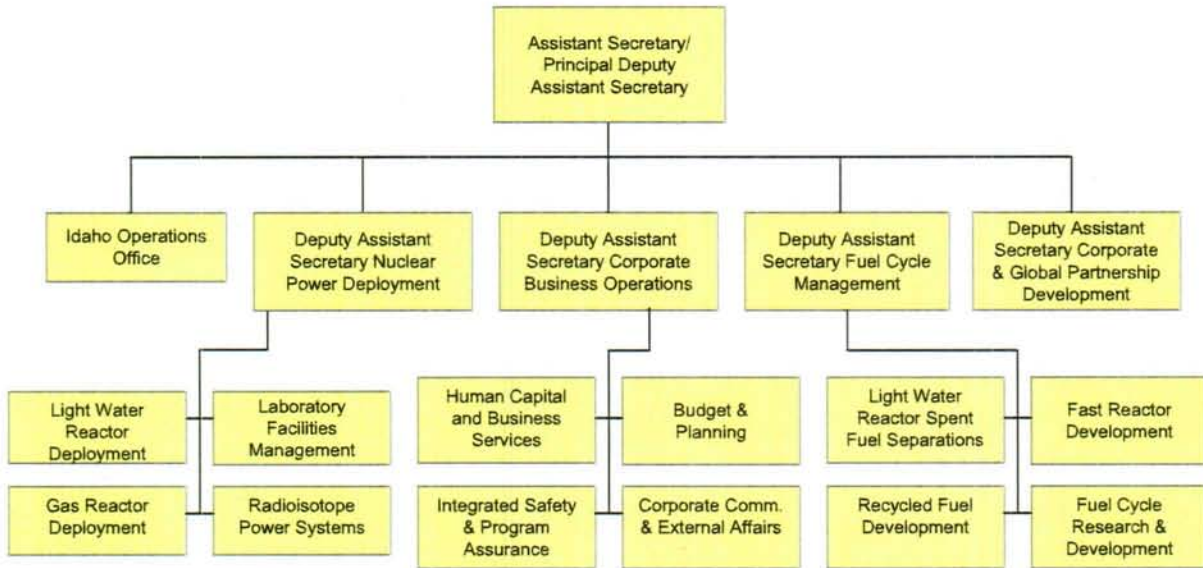 Assistant Secretary/
Principal Deputy
Assistant Secretary
Idaho Operations
Office
Deputy Assistant
Secretary Nuclear
Power Deployment
Deputy Assistant
Secretary Corporate
Business Operations
Deputy Assistant
Secretary Fuel Cycle
Management
Deputy Assistant
Secretary Corporate
& Global Partnership
Development
Light Water
Reactor
Deployment
Laboratory
Facilities
Management
Human Capital
and Business
Services
Budget &
Planning
Light Water
Reactor Spent
Fuel Separations
Fast Reactor
Development
Gas Reactor
Deployment
Radioisotope
Power Systems
Integrated Safety
& Program
Assurance
Corporate Comm.
& External Affairs
Recycled Fuel
Development
Fuel Cycle
Research &
Development